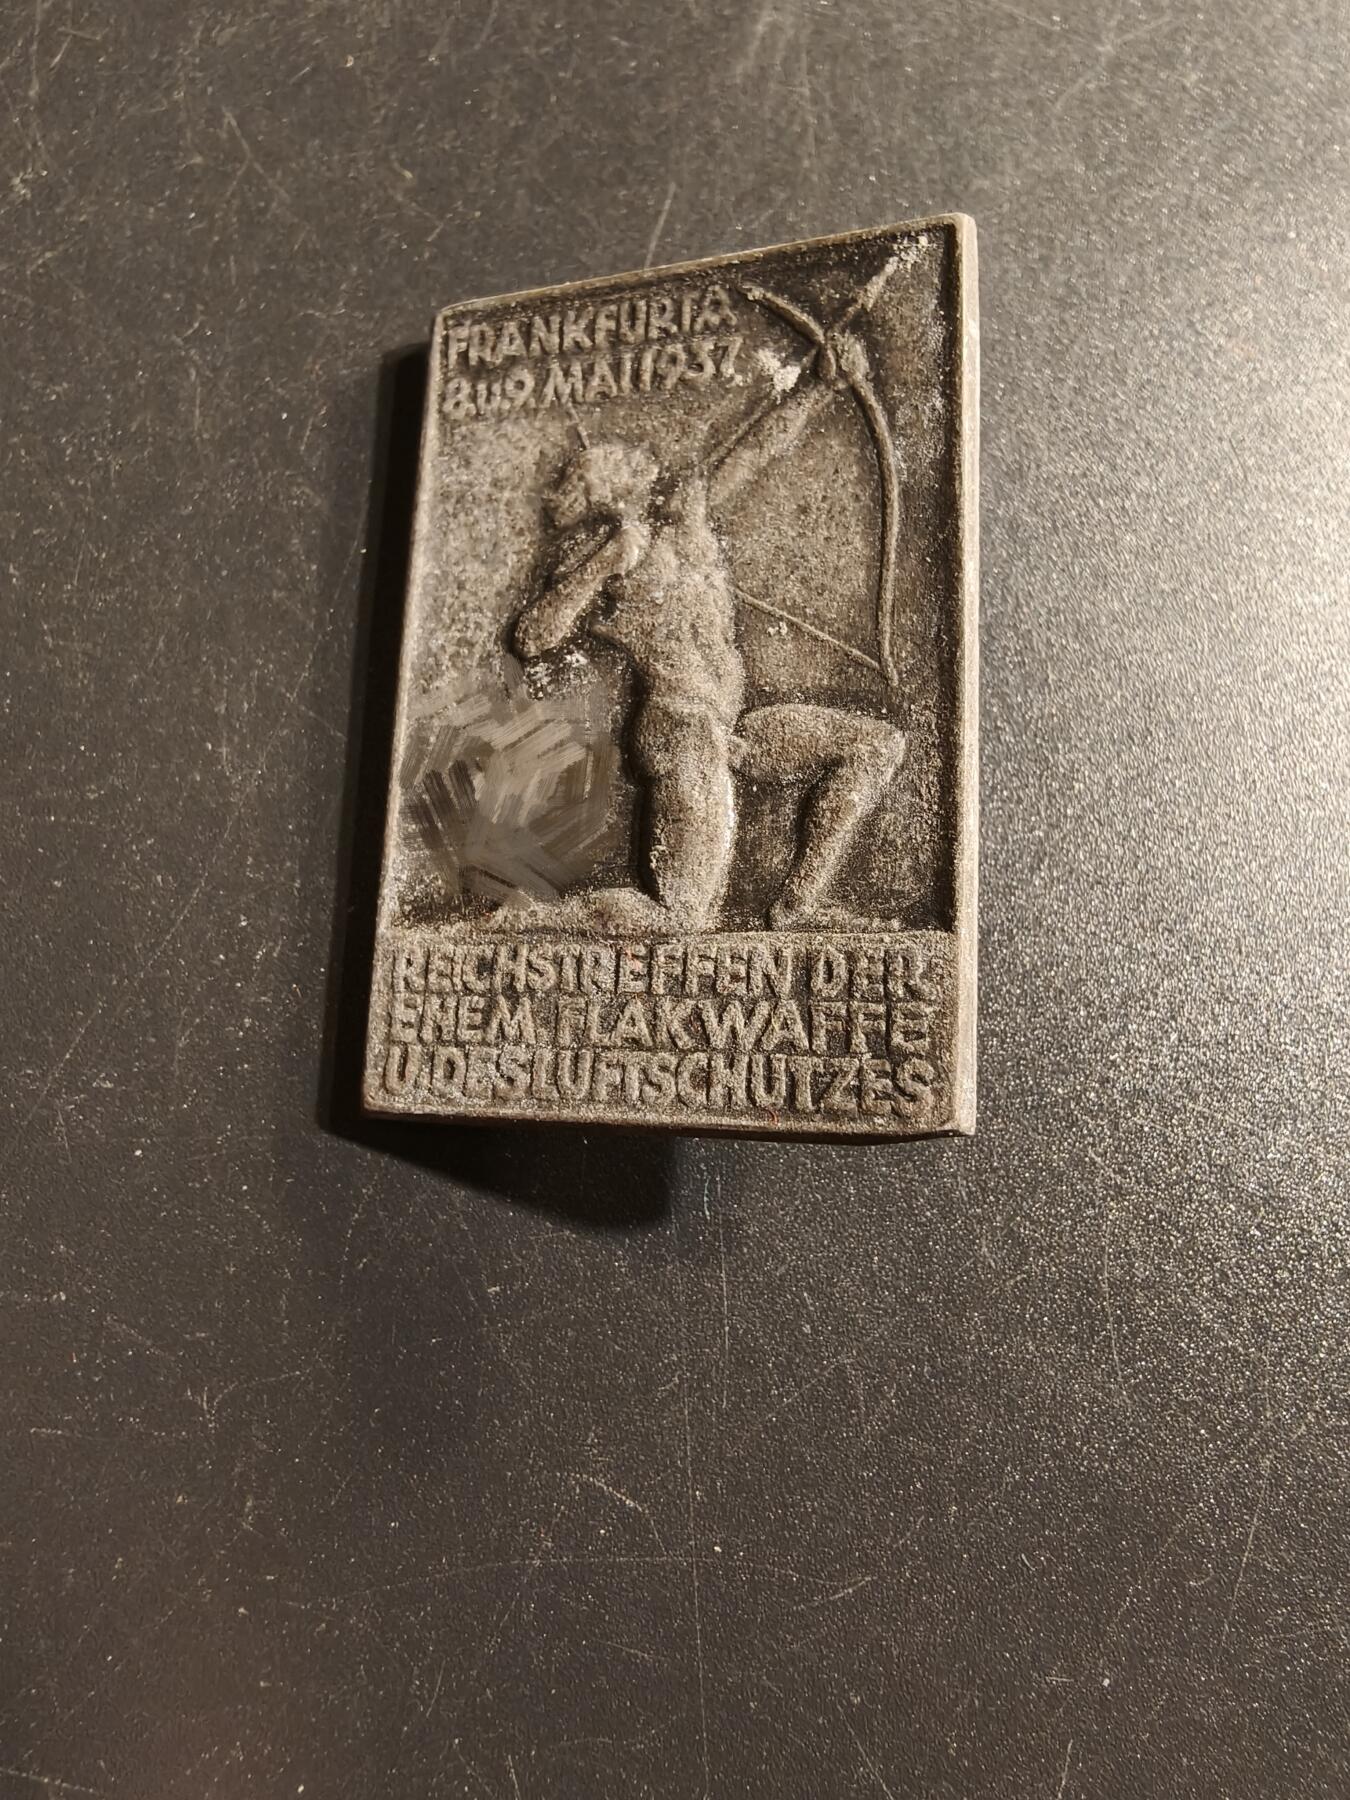 FRANKFURT A
8.U.9. MAI 1937.
REICHSTREFFEN DER
EHEM FLAKWAFFE
U. DES LUFTSCHUTZES